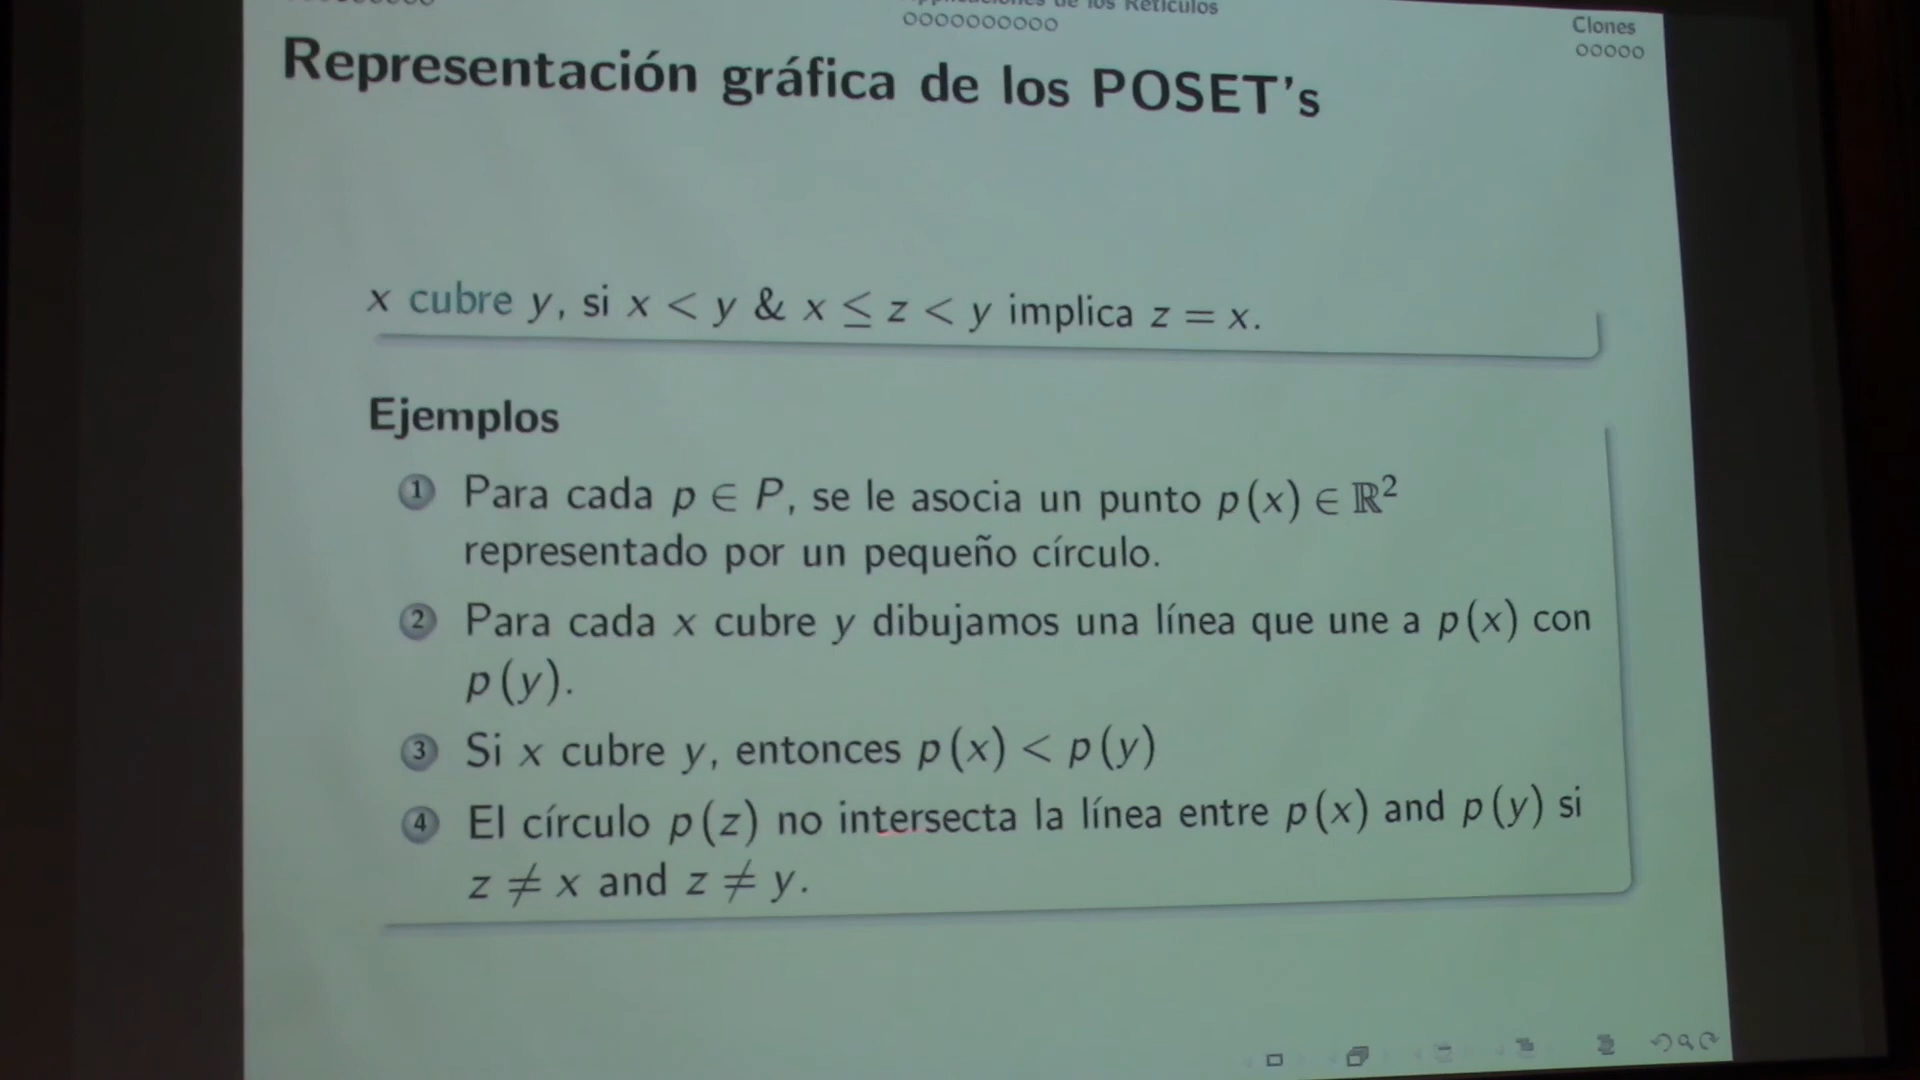 de los Retículos
Clones
Representación gráfica de los POSET's
x cubre y, si x < y & x ≤ z < y implica z = x.
Ejemplos
1 Para cada p ∈ P, se le asocia un punto p(x) ∈ ℝ²
representado por un pequeño círculo.
2 Para cada x cubre y dibujamos una línea que une a p(x) con
p(y).
3 Si x cubre y, entonces p(x) < p(y)
4 El círculo p(z) no intersecta la línea entre p(x) and p(y) si
z ≠ x and z ≠ y.